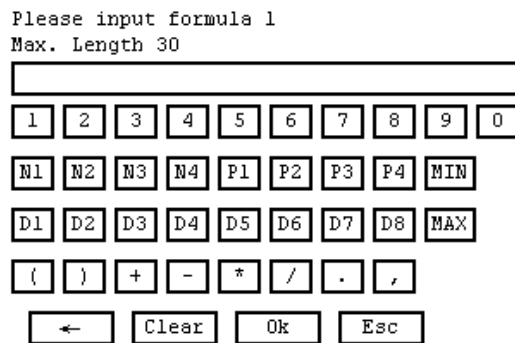 Please input formula 1
Max. Length 30
1 2 3 4 5 6 7 8 9 0
N1 N2 N3 N4 P1 P2 P3 P4 MIN
D1 D2 D3 D4 D5 D6 D7 D8 MAX
( ) + - * / . ,
← Clear Ok Esc